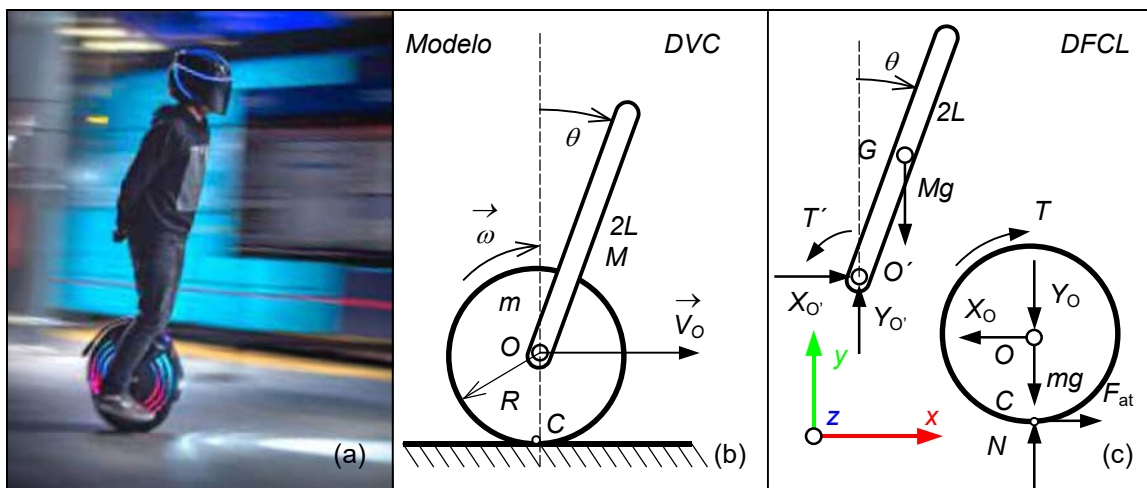 (a)
Modelo DVC
θ
→
ω
2L
M
m
→
V_O
O
R
C
(b)
DFCL
θ
2L
G
Mg
T´
T
O´
X_O’
Y_O’
Y_O
X_O
O
mg
C
F_at
N
y
z
x
(c)